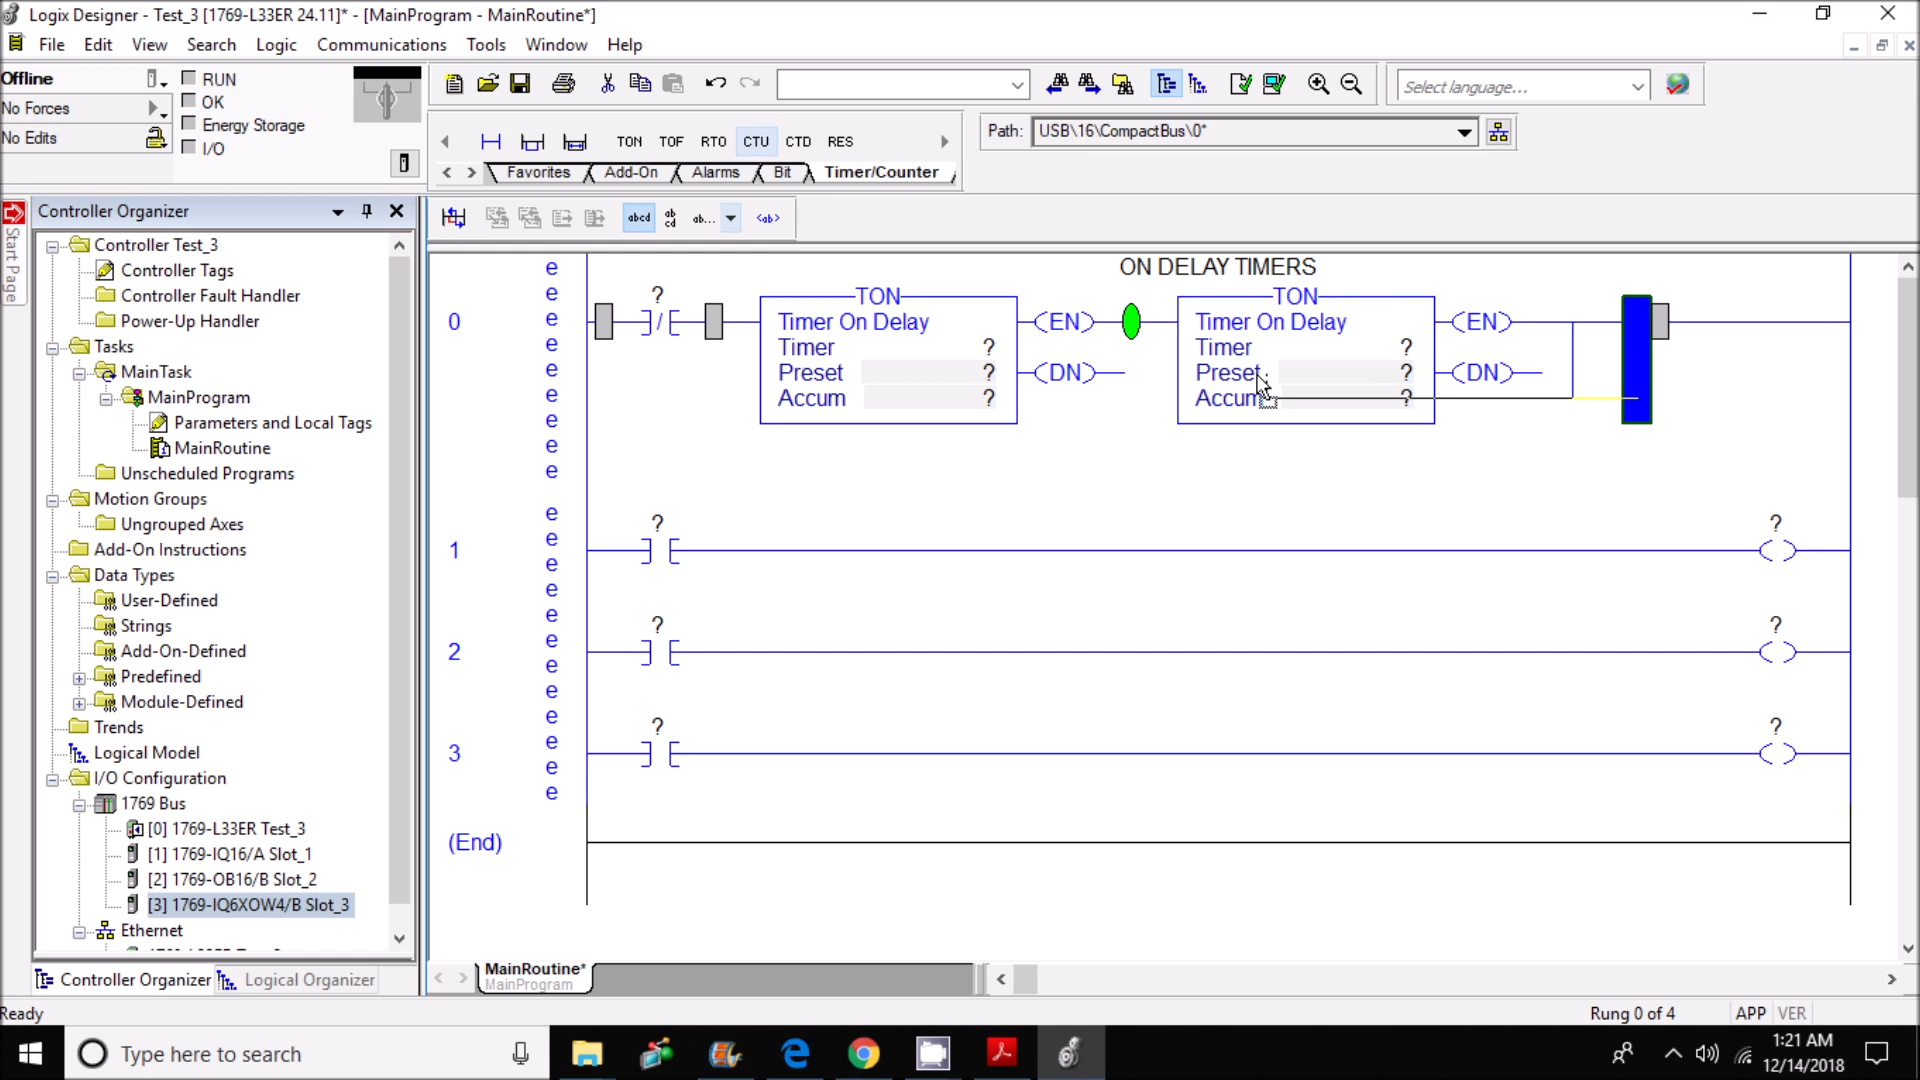 Logix Designer - Test_3 [1769-L33ER 24.11]* - [MainProgram - MainRoutine*]
File Edit View Search Logic Communications Tools Window Help
Offline
RUN
No Forces
OK
Energy Storage
No Edits
I/O
Select language...
TON TOF RTO CTU CTD RES
Path: USB\16\CompactBus\0*
Favorites Add-On Alarms Bit Timer/Counter
Start Page
Controller Organizer
abcd ab cd ab... <ab>
Controller Test_3
Controller Tags
Controller Fault Handler
Power-Up Handler
Tasks
MainTask
MainProgram
Parameters and Local Tags
MainRoutine
Unscheduled Programs
Motion Groups
Ungrouped Axes
Add-On Instructions
Data Types
User-Defined
Strings
Add-On-Defined
Predefined
Module-Defined
Trends
Logical Model
I/O Configuration
1769 Bus
[0] 1769-L33ER Test_3
[1] 1769-IQ16/A Slot_1
[2] 1769-OB16/B Slot_2
[3] 1769-IQ6XOW4/B Slot_3
Ethernet
Controller Organizer Logical Organizer
ON DELAY TIMERS
e
e
e
e
e
e
e
e
e
0
?
TON
Timer On Delay
Timer ?
Preset ?
Accum ?
EN
DN
TON
Timer On Delay
Timer ?
Preset ?
Accum ?
EN
DN
e
e
e
e
e
e
e
e
e
e
e
e
1 ? ?
2 ? ?
3 ? ?
(End)
MainRoutine*
MainProgram
Ready
Rung 0 of 4 APP VER
Type here to search
1:21 AM
12/14/2018